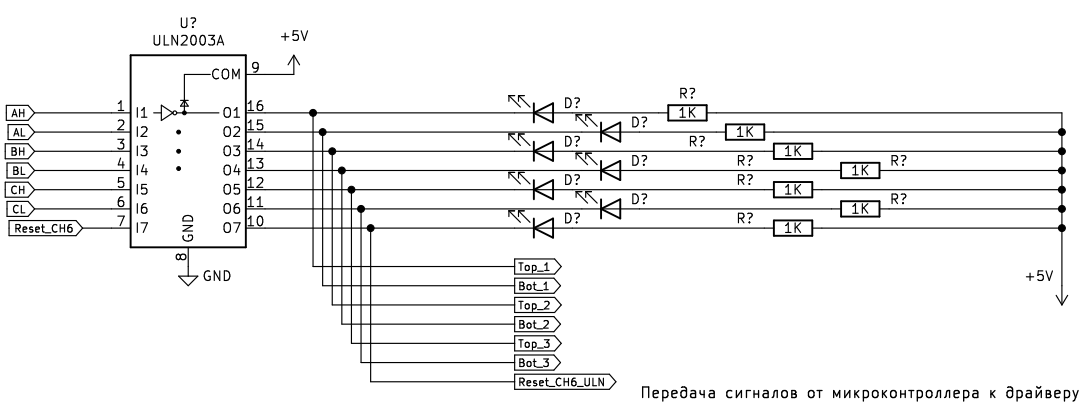 U?
ULN2003A
+5V
COM 9
AH 1 I1 O1 16 D? R? 1K
AL 2 I2 O2 15 D? 1K
BH 3 I3 O3 14 D? R? 1K
BL 4 I4 O4 13 D? R? 1K R?
CH 5 I5 O5 12 D? R? 1K
CL 6 I6 O6 11 D? 1K R?
Reset_CH6 7 I7 O7 10 D? R? 1K
GND
8
GND
Top_1
Bot_1
Top_2
Bot_2
Top_3
Bot_3
Reset_CH6_ULN
+5V
Передача сигналов от микроконтроллера к драйверу